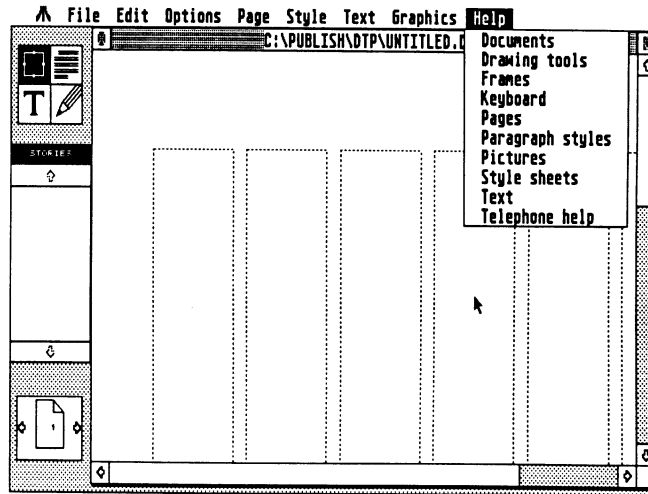 File Edit Options Page Style Text Graphics Help
C:\PUBLISH\DTP\UNTITLED.D
Documents
Drawing tools
Frames
Keyboard
Pages
Paragraph styles
Pictures
Style sheets
Text
Telephone help
T
STORIES
1